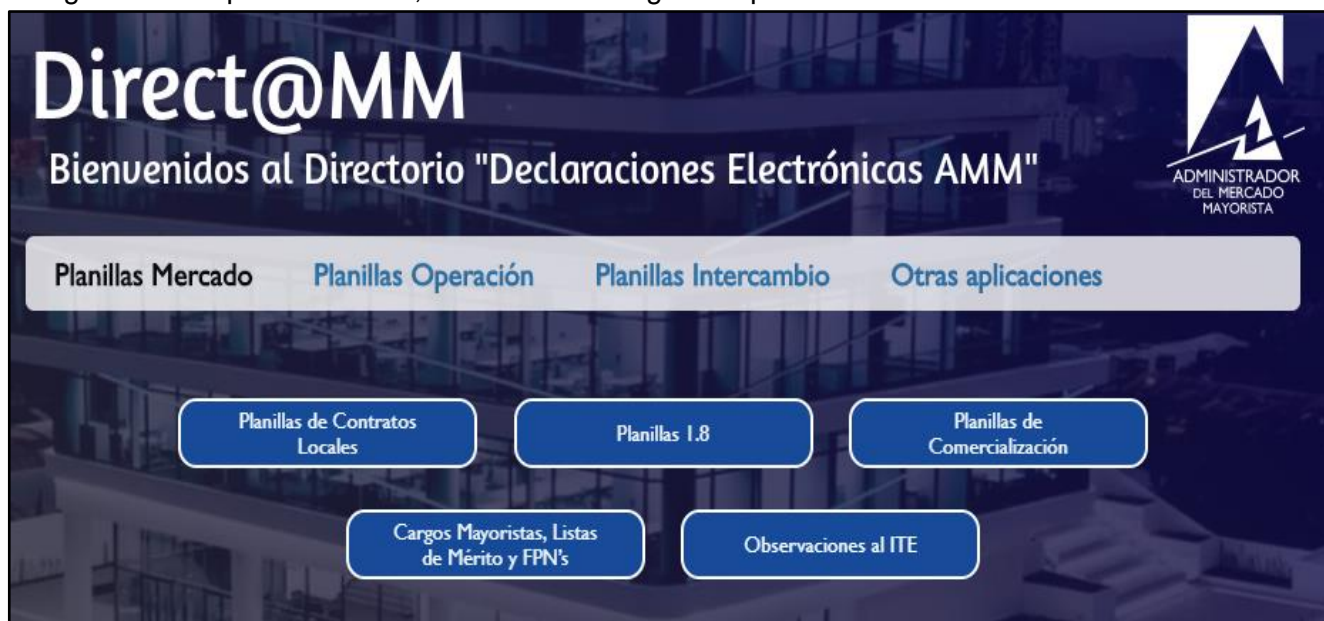 Direct@MM
Bienvenidos al Directorio "Declaraciones Electrónicas AMM"
ADMINISTRADOR
DEL MERCADO
MAYORISTA
Planillas Mercado Planillas Operación Planillas Intercambio Otras aplicaciones
Planillas de Contratos
Locales
Planillas 1.8
Planillas de
Comercialización
Cargos Mayoristas, Listas
de Mérito y FPN's
Observaciones al ITE